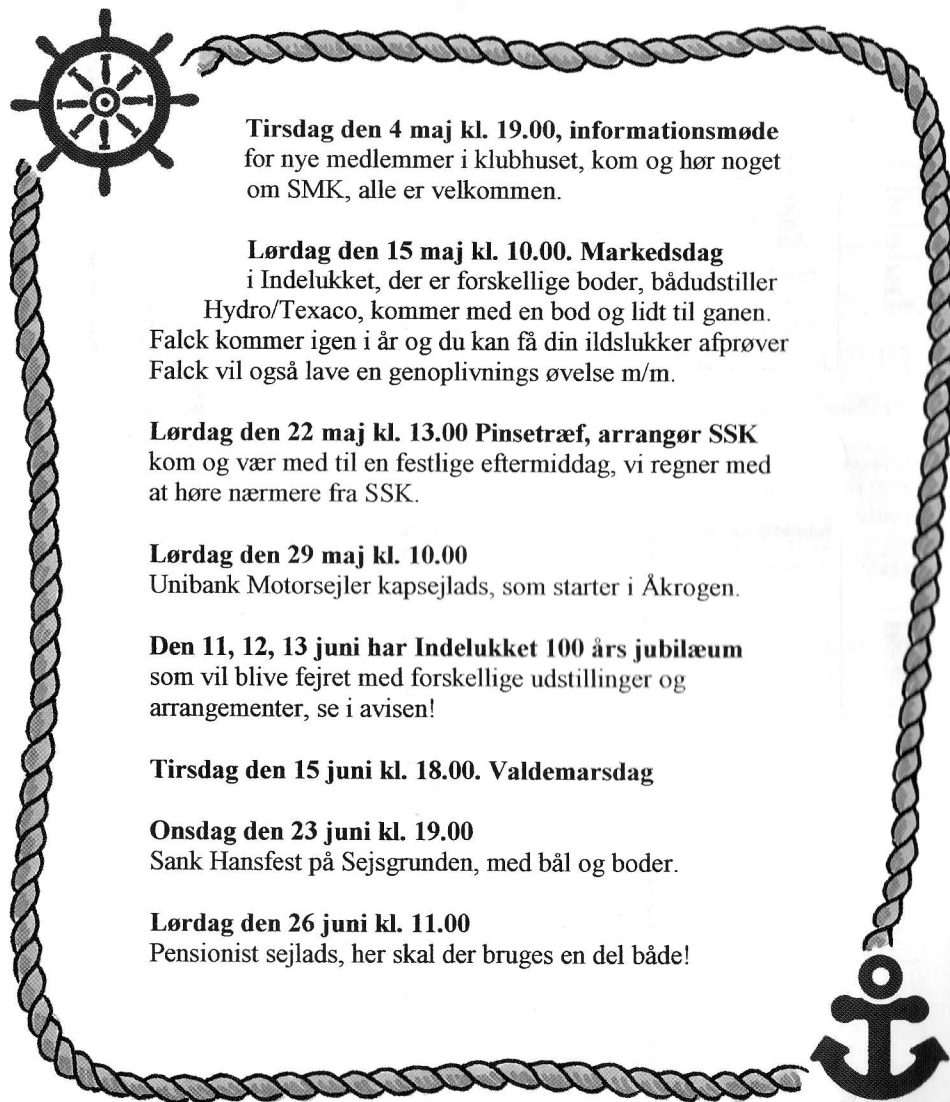 Tirsdag den 4 maj kl. 19.00, informationsmøde
for nye medlemmer i klubhuset, kom og hør noget
om SMK, alle er velkommen.
Lørdag den 15 maj kl. 10.00. Markedsdag
i Indelukket, der er forskellige boder, bådudstiller
Hydro/Texaco, kommer med en bod og lidt til ganen.
Falck kommer igen i år og du kan få din ildslukker afprøver
Falck vil også lave en genoplivnings øvelse m/m.
Lørdag den 22 maj kl. 13.00 Pinsetræf, arrangør SSK
kom og vær med til en festlige eftermiddag, vi regner med
at høre nærmere fra SSK.
Lørdag den 29 maj kl. 10.00
Unibank Motorsejler kapsejlads, som starter i Åkrogen.
Den 11, 12, 13 juni har Indelukket 100 års jubilæum
som vil blive fejret med forskellige udstillinger og
arrangementer, se i avisen!
Tirsdag den 15 juni kl. 18.00. Valdemarsdag
Onsdag den 23 juni kl. 19.00
Sank Hansfest på Sejsgrunden, med bål og boder.
Lørdag den 26 juni kl. 11.00
Pensionist sejlads, her skal der bruges en del både!